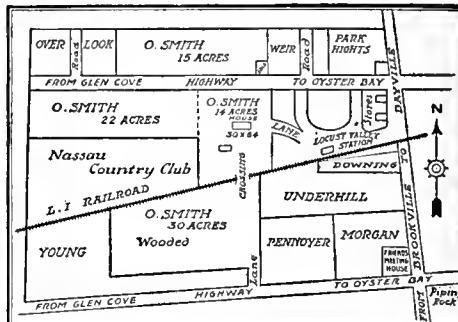 OVER
Road
LOOK
O. SMITH
15 ACRES
WEIR
Road
PARK
HIGHTS
FROM GLEN COVE HIGHWAY TO OYSTER BAY
DAYVILLE
TO
BROOKVILLE
O. SMITH
22 ACRES
O. SMITH
14 ACRES
HOUSE
50 X 84
LANE
Stores
LOCUST VALLEY
STATION
DOWNING
N
Nassau
Country Club
CROSSING
L. I RAILROAD
UNDERHILL
O. SMITH
30 ACRES
Wooded
YOUNG
PENNOYER
MORGAN
FRIENDS
MEETING
HOUSE
Lane
FROM GLEN COVE HIGHWAY TO OYSTER BAY
Piping
Rock